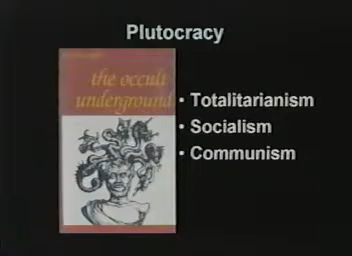 Plutocracy
the occult
underground
• Totalitarianism
• Socialism
• Communism